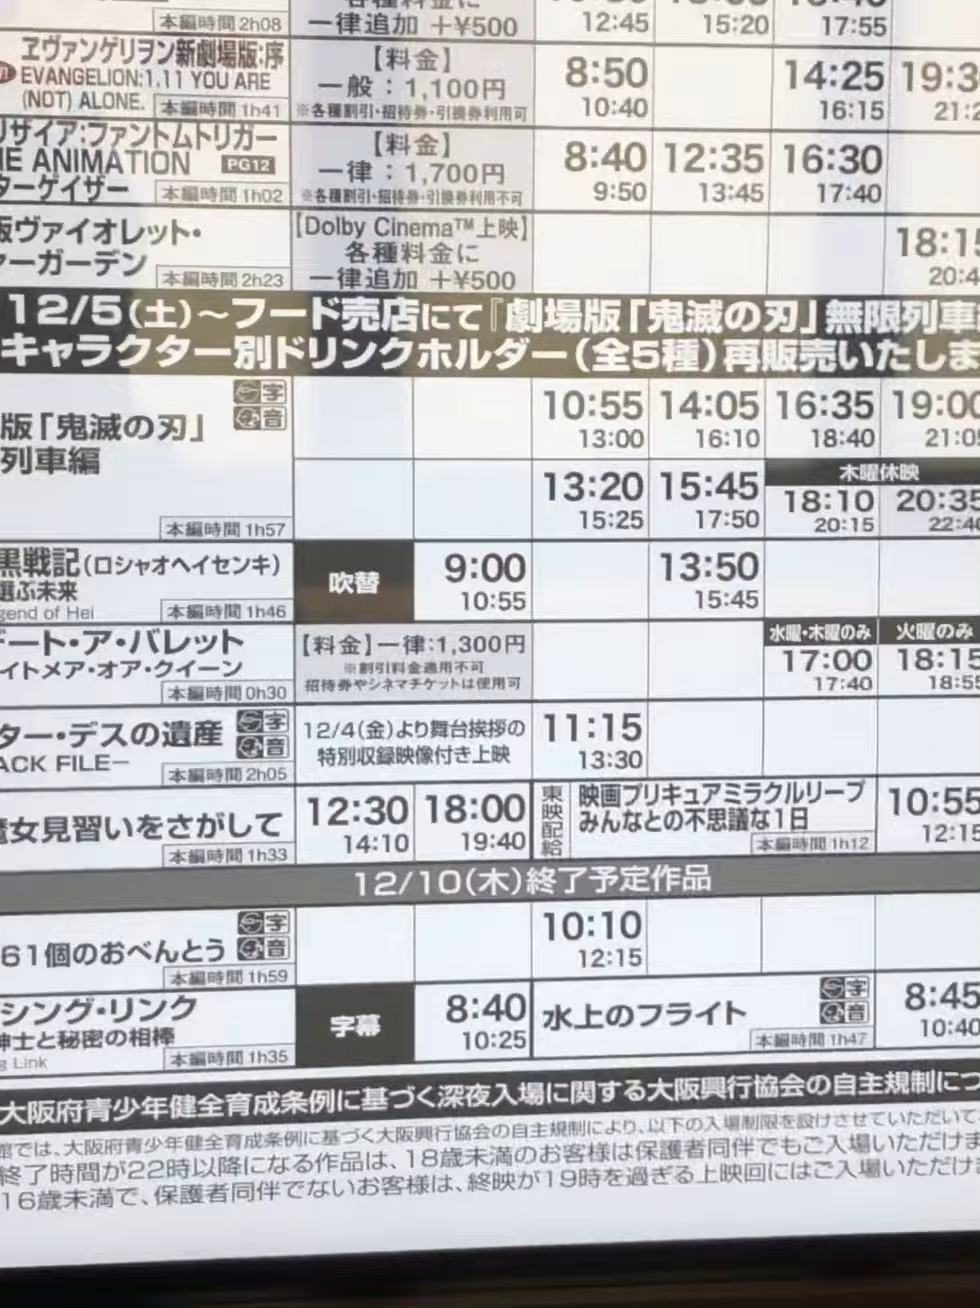 本編時間 2h08
一律追加 +¥500
12:45
15:20
17:55
ヱヴァンゲリヲン新劇場版:序
EVANGELION:1.11 YOU ARE
(NOT) ALONE.
本編時間 1h41
【料金】
一般：1,100円
※各種割引・招待券・引換券利用可
8:50
10:40
14:25
16:15
19:3
21:2
リザイア:ファントムトリガー
HE ANIMATION
PG12
ターゲイザー
本編時間 1h02
【料金】
一律：1,700円
※各種割引・招待券・引換券利用不可
8:40 12:35 16:30
9:50 13:45 17:40
版ヴァイオレット・
ァーガーデン
本編時間 2h23
【Dolby Cinema™上映】
各種料金に
一律追加 +¥500
18:15
20:4
12/5(土)～フード売店にて『劇場版「鬼滅の刃」無限列車
キャラクター別ドリンクホルダー(全5種)再販売いたしま
版「鬼滅の刃」
列車編
字
音
本編時間 1h57
10:55 14:05 16:35 19:00
13:00 16:10 18:40 21:05
木曜休映
13:20 15:45 18:10 20:35
15:25 17:50 20:15 22:40
黒戦記(ロシャオヘイセンキ)
選ぶ未来
gend of Hei
本編時間 1h46
吹替
9:00
10:55
13:50
15:45
デート・ア・バレット
イトメア・オア・クイーン
本編時間 0h30
【料金】一律:1,300円
※割引料金適用不可
招待券やシネマチケットは使用可
水曜・木曜のみ
17:00
17:40
火曜のみ
18:15
18:55
ター・デスの遺産
ACK FILE－
字
音
本編時間 2h05
12/4(金)より舞台挨拶の
特別収録映像付き上映
11:15
13:30
魔女見習いをさがして
本編時間 1h33
12:30 18:00
14:10 19:40
東映配給
映画プリキュアミラクルリープ
みんなとの不思議な1日
本編時間 1h12
10:55
12:15
12/10(木)終了予定作品
61個のおべんとう
字
音
本編時間 1h59
10:10
12:15
シング・リンク
紳士と秘密の相棒
g Link
本編時間 1h35
字幕
8:40
10:25
水上のフライト
字
音
本編時間 1h47
8:45
10:40
大阪府青少年健全育成条例に基づく深夜入場に関する大阪興行協会の自主規制につ
館では、大阪府青少年健全育成条例に基づく大阪興行協会の自主規制により、以下の入場制限を設けさせていただいて
終了時間が22時以降になる作品は、18歳未満のお客様は保護者同伴でもご入場いただけま
16歳未満で、保護者同伴でないお客様は、終映が19時を過ぎる上映回にはご入場いただけ